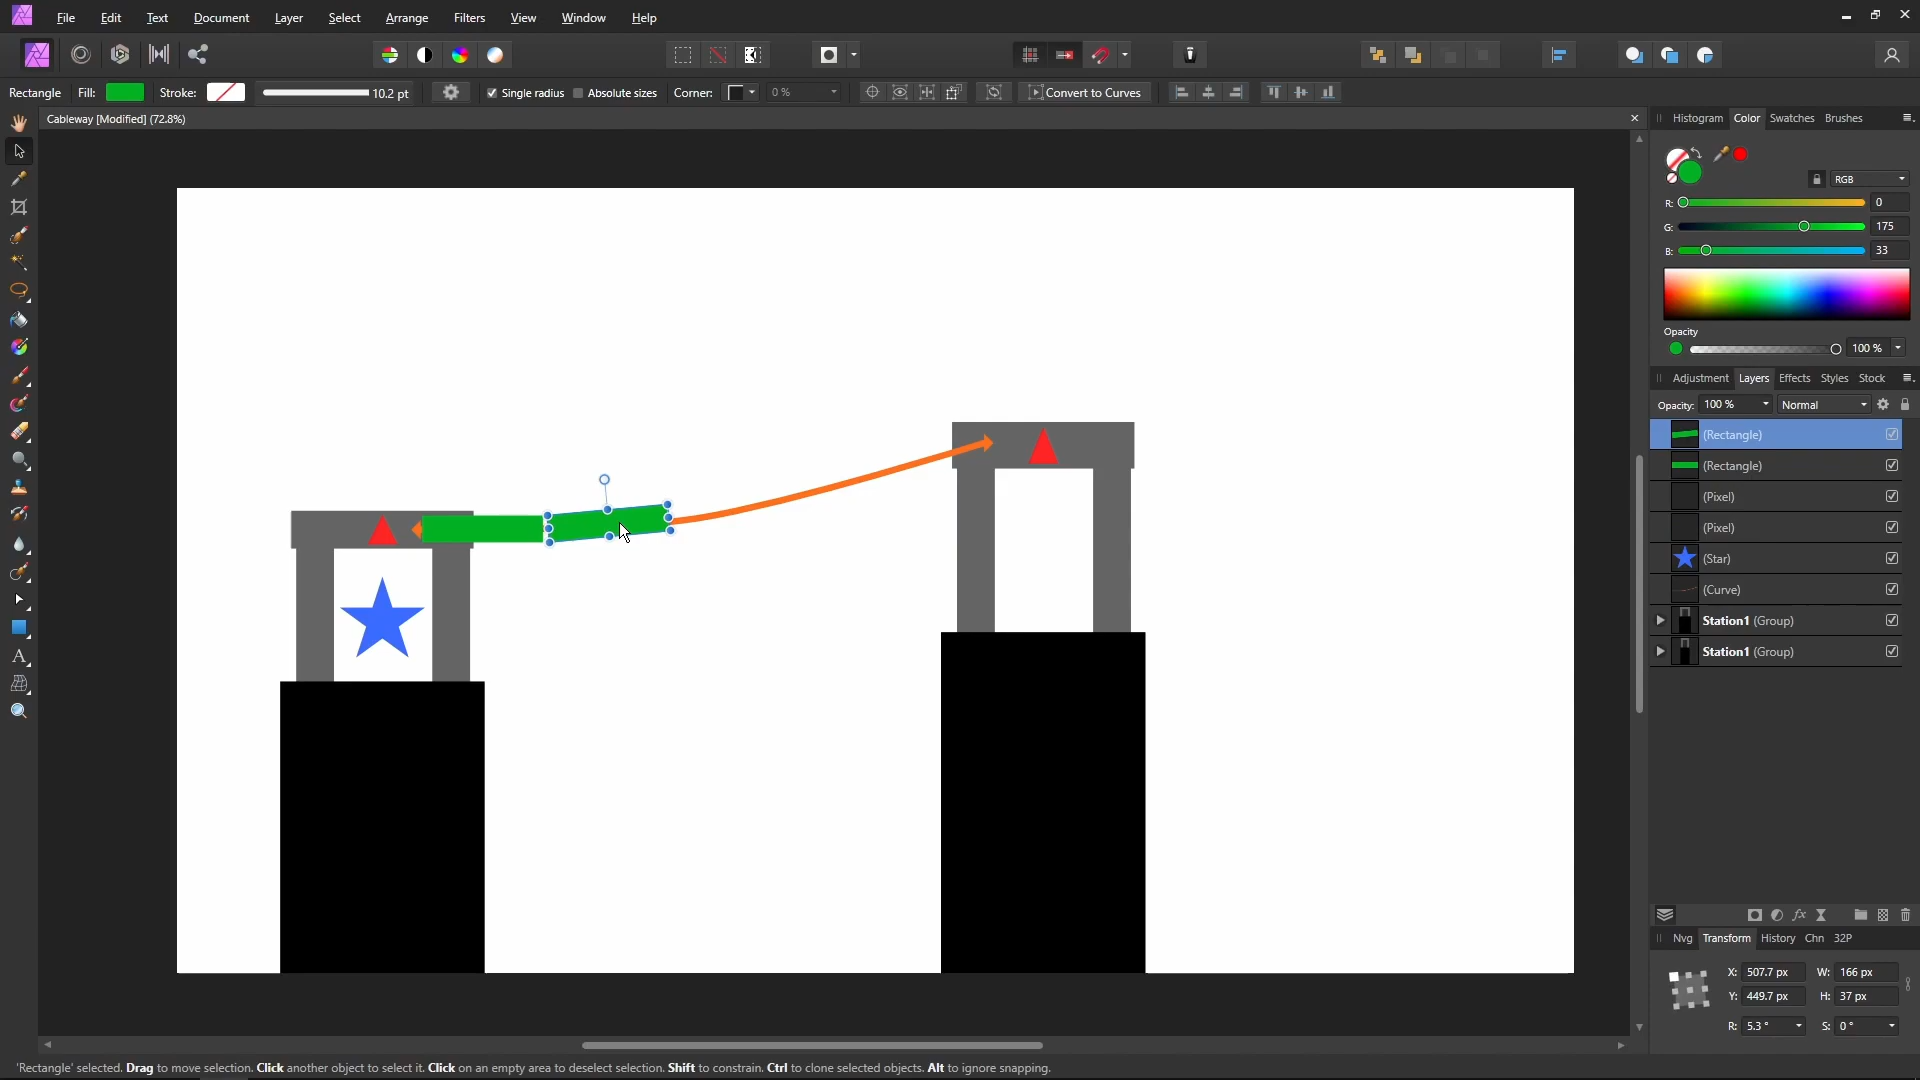 File Edit Text Document Layer Select Arrange Filters View Window Help
Rectangle Fill: Stroke: 10.2 pt Single radius Absolute sizes Corner: 0 % Convert to Curves
Cableway [Modified] (72.8%)
Histogram Color Swatches Brushes
RGB
R: 0
G: 175
B: 33
Opacity
100 %
Adjustment Layers Effects Styles Stock
Opacity: 100 % Normal
(Rectangle)
(Rectangle)
(Pixel)
(Pixel)
(Star)
(Curve)
Station1 (Group)
Station1 (Group)
fx
Nvg Transform History Chn 32P
X: 507.7 px W: 166 px
Y: 449.7 px H: 37 px
R: 5.3 ° S: 0 °
'Rectangle' selected. Drag to move selection. Click another object to select it. Click on an empty area to deselect selection. Shift to constrain. Ctrl to clone selected objects. Alt to ignore snapping.